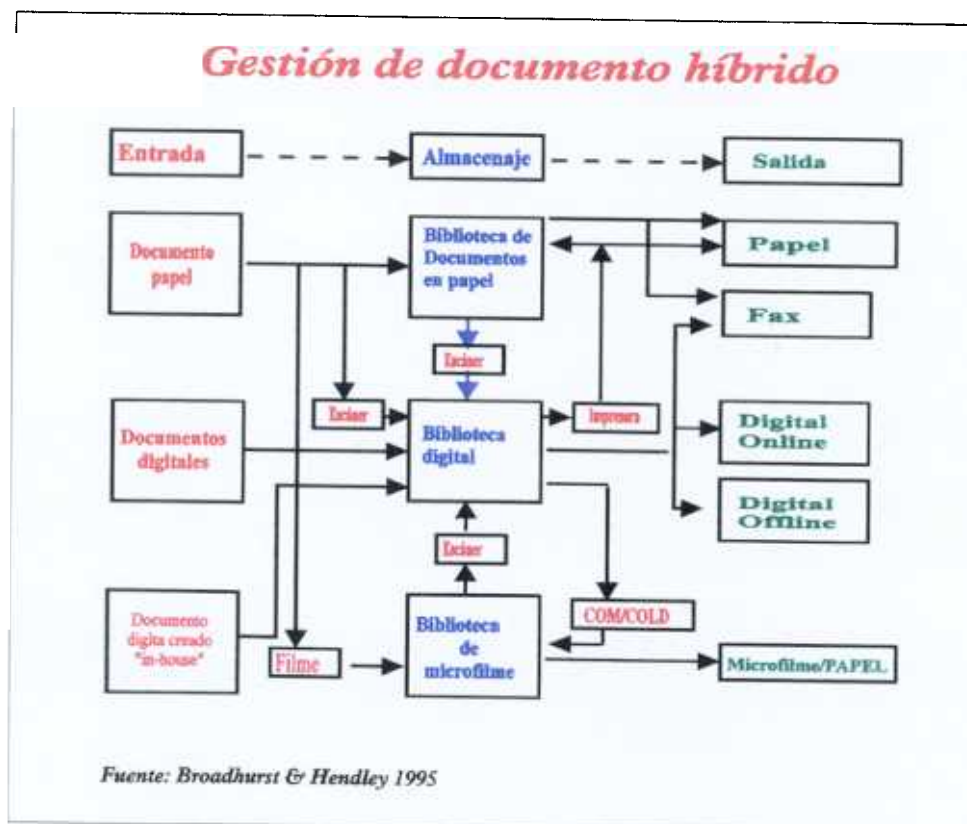 Gestión de documento híbrido
Entrada
Almacenaje
Salida
Documento
papel
Biblioteca de
Documentos
en papel
Papel
Fax
Escáner
Escáner
Impresora
Documentos
digitales
Biblioteca
digital
Digital
Online
Digital
Offline
Escáner
Documento
digita creado
"in-house"
Filme
Biblioteca
de
microfilme
COM/COLD
Microfilme/PAPEL
Fuente: Broadhurst & Hendley 1995